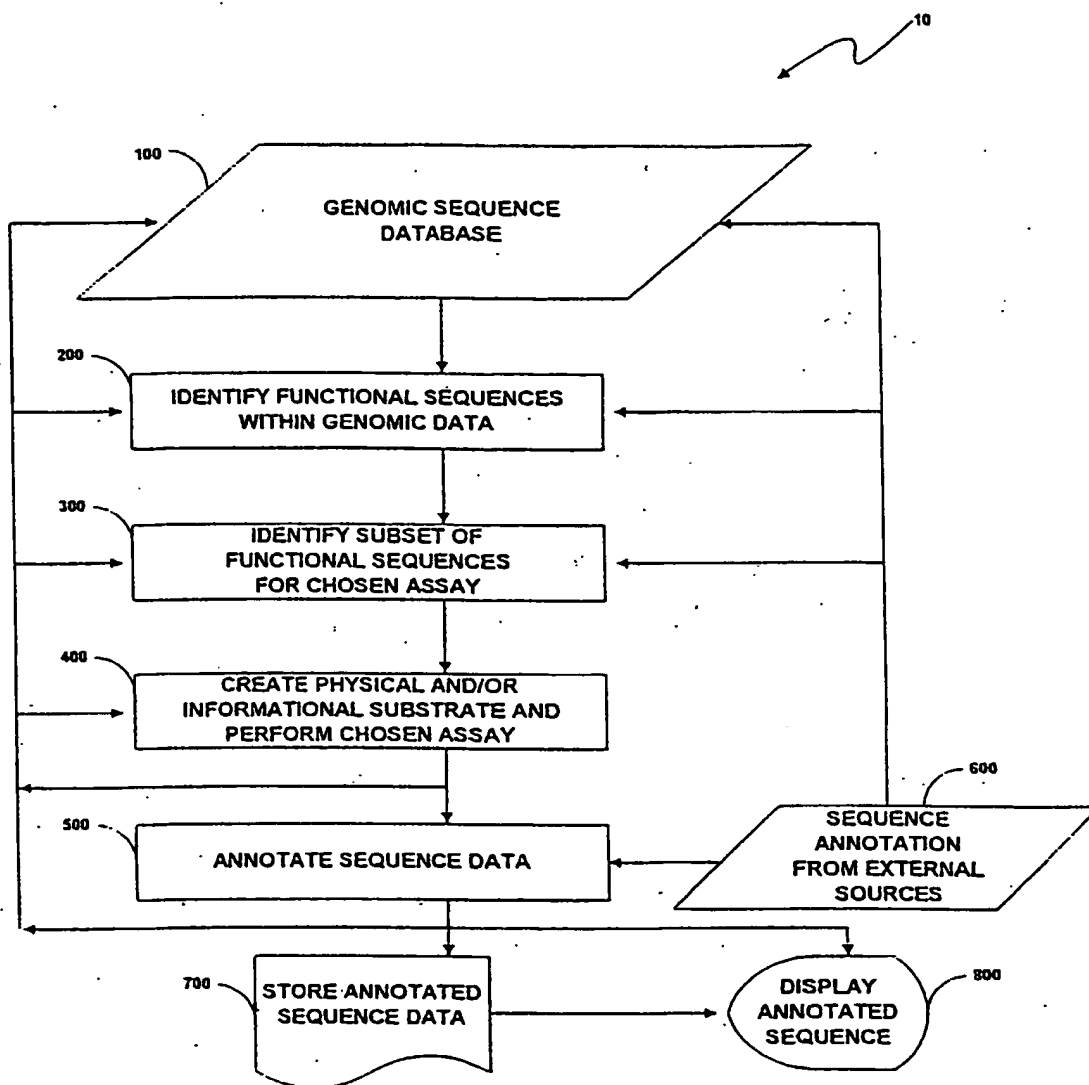 10
100
GENOMIC SEQUENCE
DATABASE
200
IDENTIFY FUNCTIONAL SEQUENCES
WITHIN GENOMIC DATA
300
IDENTIFY SUBSET OF
FUNCTIONAL SEQUENCES
FOR CHOSEN ASSAY
400
CREATE PHYSICAL AND/OR
INFORMATIONAL SUBSTRATE AND
PERFORM CHOSEN ASSAY
500
ANNOTATE SEQUENCE DATA
600
SEQUENCE
ANNOTATION
FROM EXTERNAL
SOURCES
700
STORE ANNOTATED
SEQUENCE DATA
800
DISPLAY
ANNOTATED
SEQUENCE